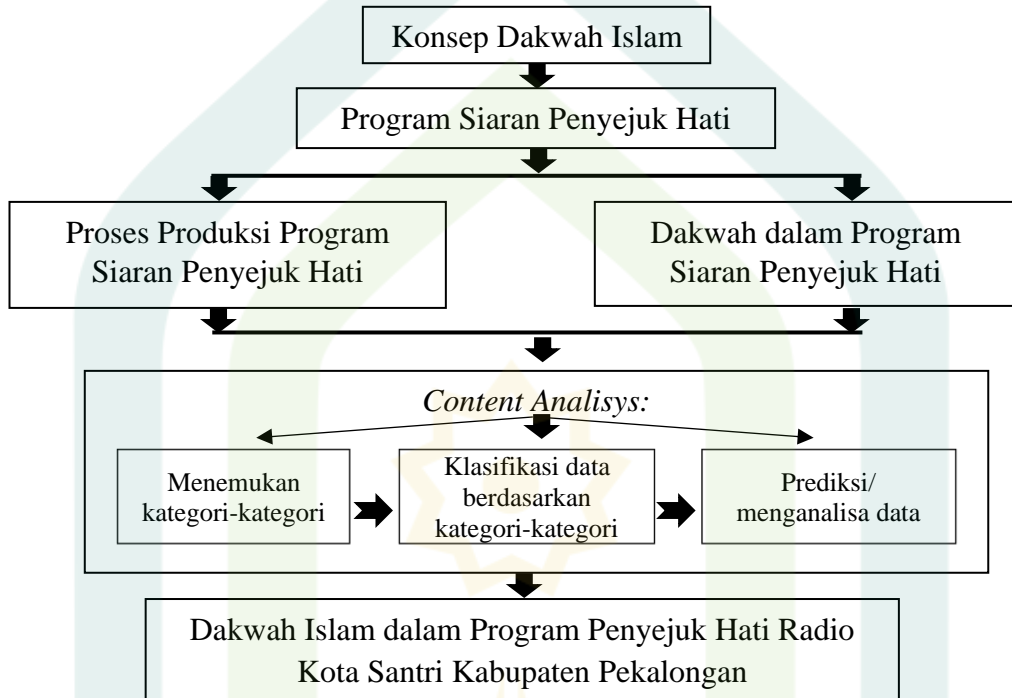 Konsep Dakwah Islam
Program Siaran Penyejuk Hati
Proses Produksi Program
Siaran Penyejuk Hati
Dakwah dalam Program
Siaran Penyejuk Hati
Content Analisys:
Menemukan
kategori-kategori
Klasifikasi data
berdasarkan
kategori-kategori
Prediksi/
menganalisa data
Dakwah Islam dalam Program Penyejuk Hati Radio
Kota Santri Kabupaten Pekalongan